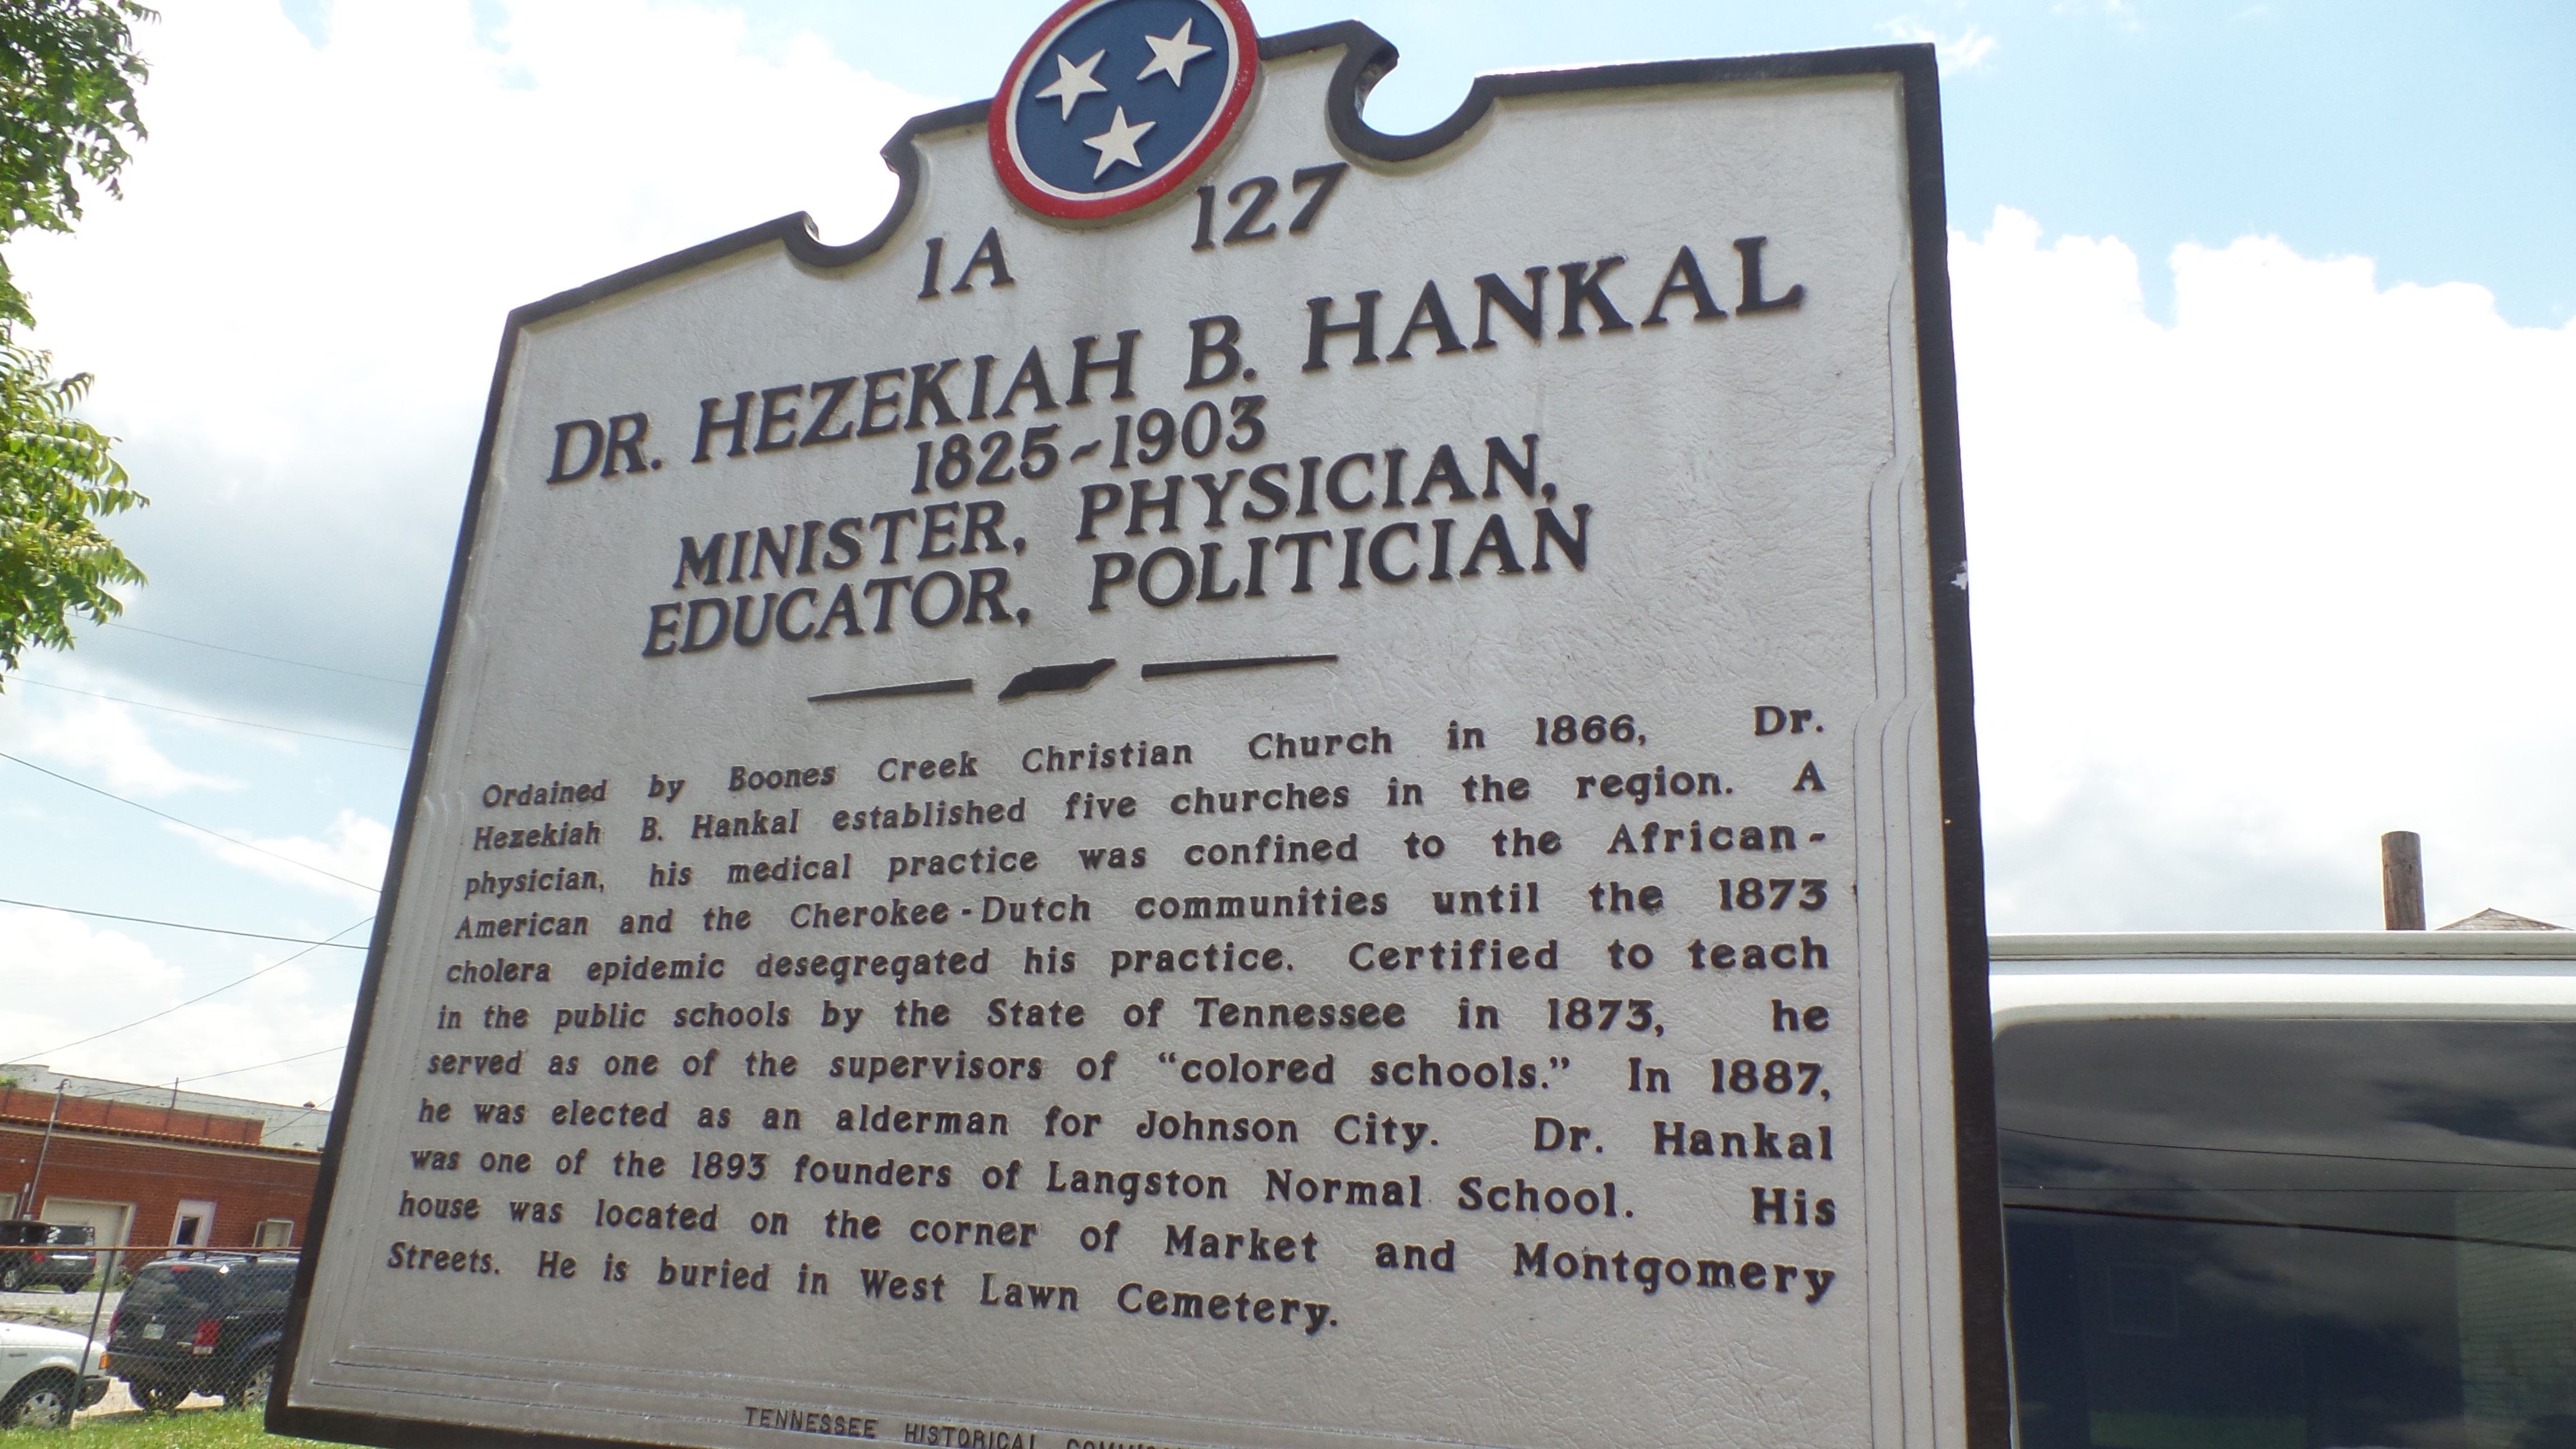 1A 127
DR. HEZEKIAH B. HANKAL
1825~1903
MINISTER, PHYSICIAN,
EDUCATOR, POLITICIAN
Ordained by Boones Creek Christian Church in 1866, Dr.
Hezekiah B. Hankal established five churches in the region. A
physician, his medical practice was confined to the African-
American and the Cherokee-Dutch communities until the 1873
cholera epidemic desegregated his practice. Certified to teach
in the public schools by the State of Tennessee in 1873, he
served as one of the supervisors of “colored schools.” In 1887,
he was elected as an alderman for Johnson City. Dr. Hankal
was one of the 1893 founders of Langston Normal School. His
house was located on the corner of Market and Montgomery
Streets. He is buried in West Lawn Cemetery.
TENNESSEE HISTORICAL